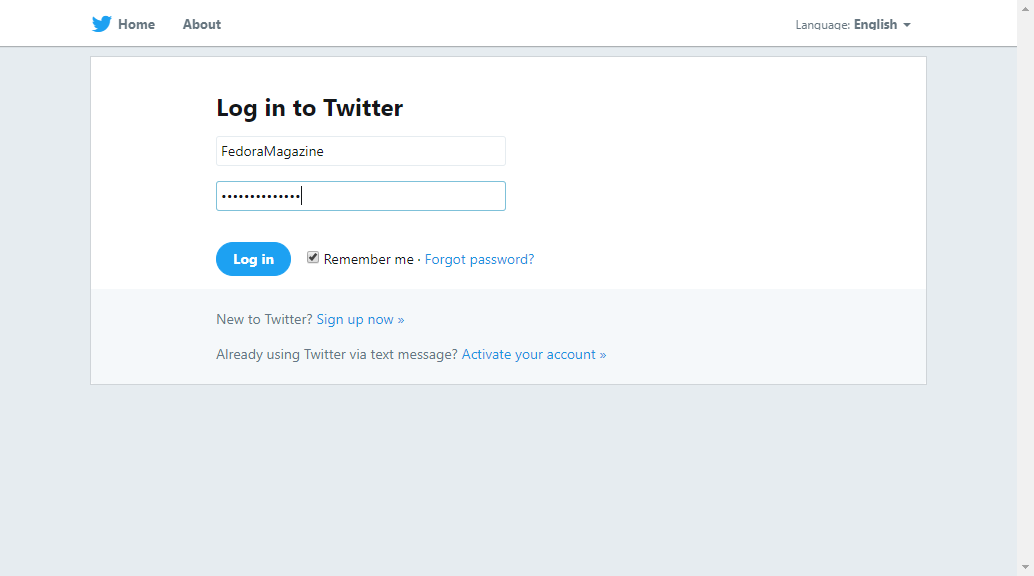 Home About Language: English
Log in to Twitter
FedoraMagazine
••••••••••••••
Log in Remember me · Forgot password?
New to Twitter? Sign up now »
Already using Twitter via text message? Activate your account »